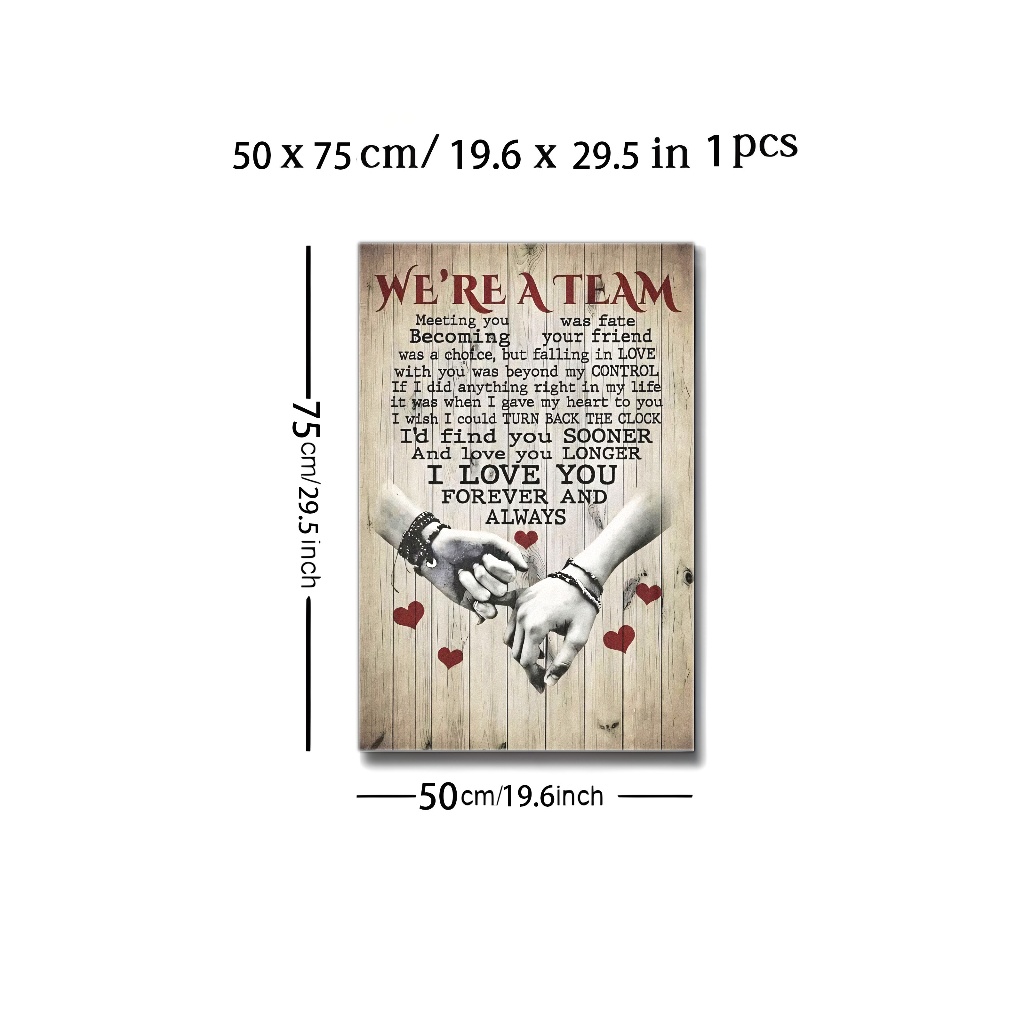 50 x 75 cm/ 19.6 x 29.5 in 1 pcs
WE'RE A TEAM
Meeting you was fate
Becoming your friend
was a choice, but falling in LOVE
with you was beyond my CONTROL
If I did anything right in my life
it was when I gave my heart to you
I wish I could TURN BACK THE CLOCK
I'd find you SOONER
And love you LONGER
I LOVE YOU
FOREVER AND
ALWAYS
75cm/29.5inch
50cm/19.6inch